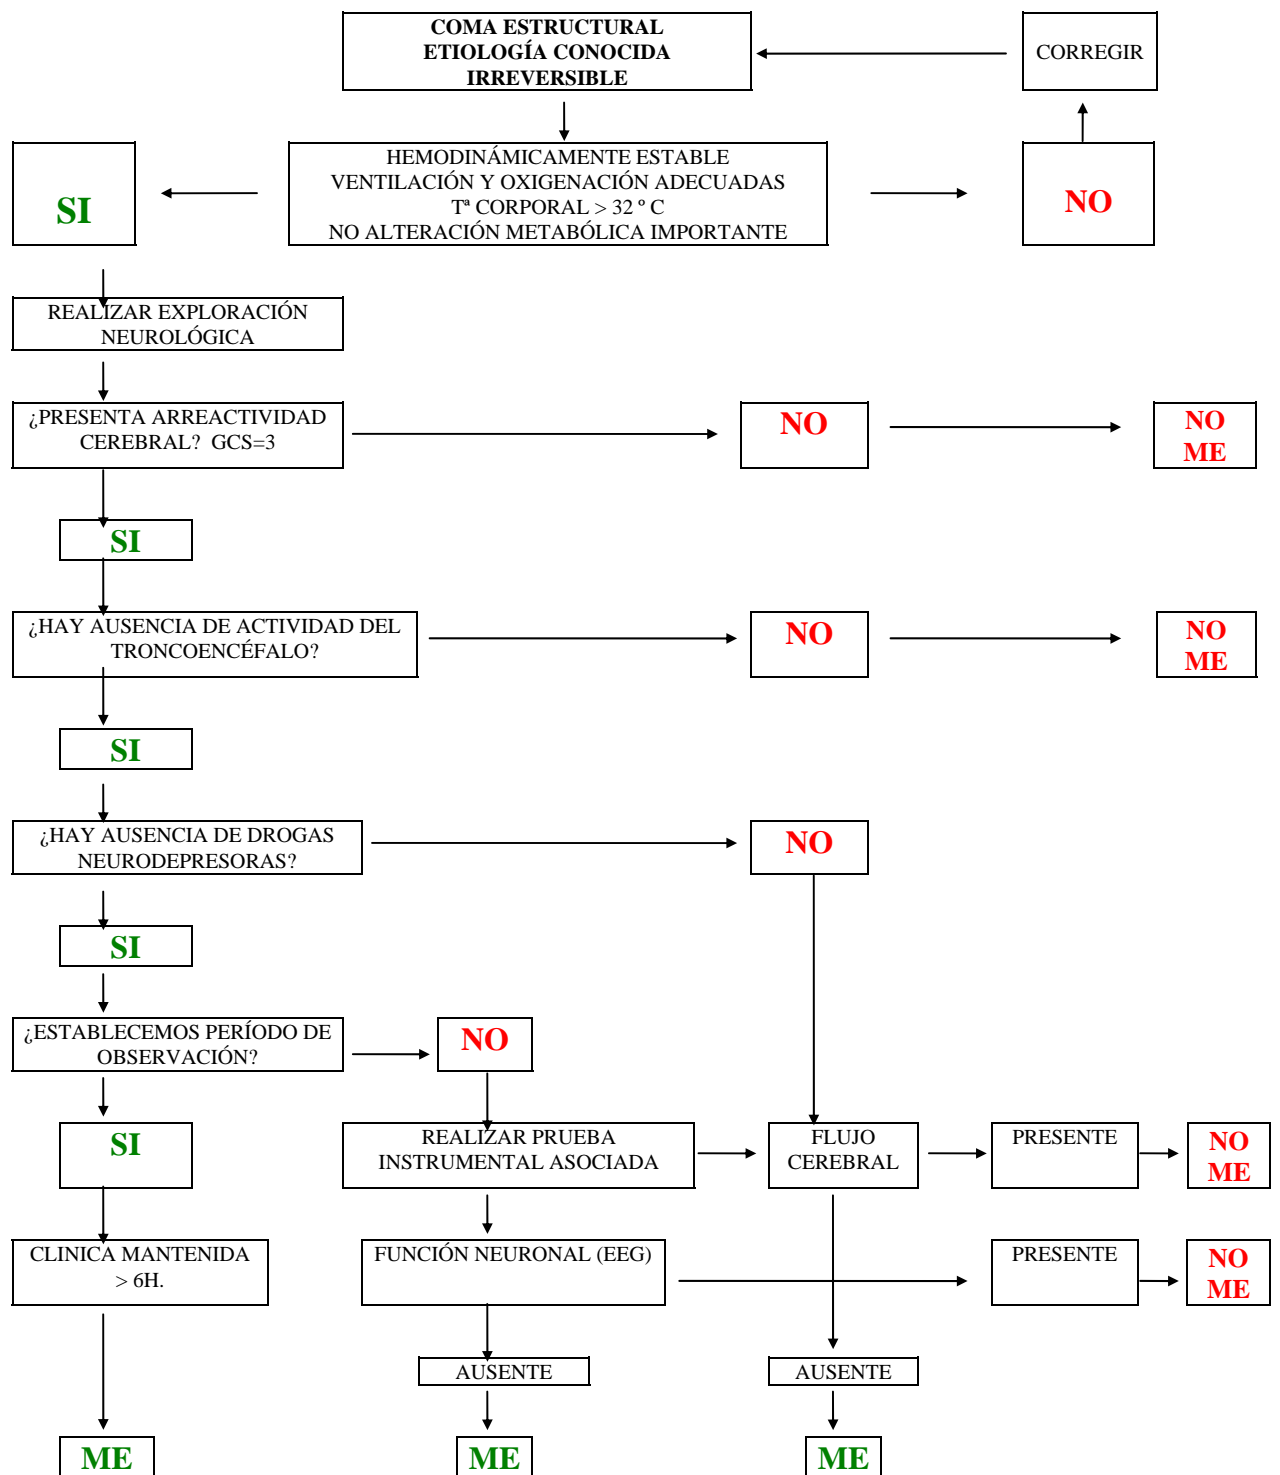 COMA ESTRUCTURAL
ETIOLOGÍA CONOCIDA
IRREVERSIBLE
CORREGIR
SI
HEMODINÁMICAMENTE ESTABLE
VENTILACIÓN Y OXIGENACIÓN ADECUADAS
Tª CORPORAL > 32 º C
NO ALTERACIÓN METABÓLICA IMPORTANTE
NO
REALIZAR EXPLORACIÓN
NEUROLÓGICA
¿PRESENTA ARREACTIVIDAD
CEREBRAL? GCS=3
NO
NO
ME
SI
¿HAY AUSENCIA DE ACTIVIDAD DEL
TRONCOENCÉFALO?
NO
NO
ME
SI
¿HAY AUSENCIA DE DROGAS
NEURODEPRESORAS?
NO
SI
¿ESTABLECEMOS PERÍODO DE
OBSERVACIÓN?
NO
SI
REALIZAR PRUEBA
INSTRUMENTAL ASOCIADA
FLUJO
CEREBRAL
PRESENTE
NO
ME
CLINICA MANTENIDA
> 6H.
FUNCIÓN NEURONAL (EEG)
PRESENTE
NO
ME
AUSENTE
AUSENTE
ME
ME
ME